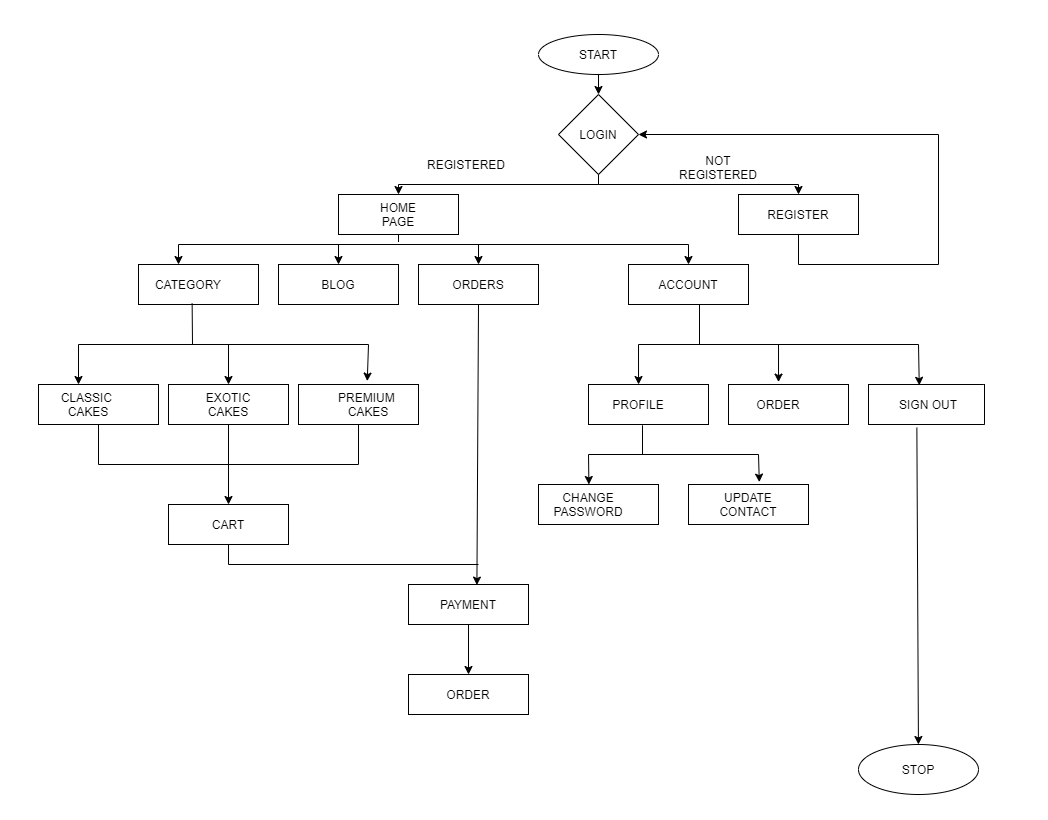 START
LOGIN
REGISTERED
NOT
REGISTERED
HOME
PAGE
REGISTER
CATEGORY
BLOG
ORDERS
ACCOUNT
CLASSIC
CAKES
EXOTIC
CAKES
PREMIUM
CAKES
PROFILE
ORDER
SIGN OUT
CHANGE
PASSWORD
UPDATE
CONTACT
CART
PAYMENT
ORDER
STOP